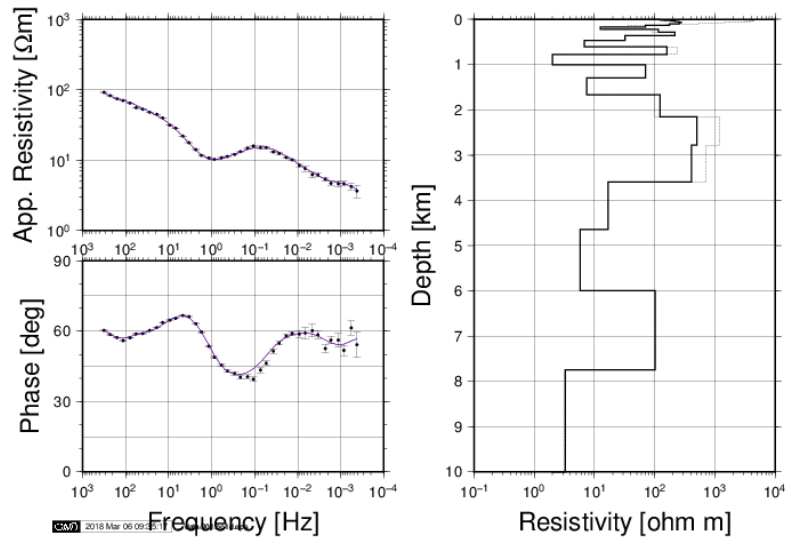 App. Resistivity [Ωm]
10³
10²
10¹
10⁰
10³ 10² 10¹ 10⁰ 10⁻¹ 10⁻² 10⁻³ 10⁻⁴
Phase [deg]
90
60
30
0
10³ 10² 10¹ 10⁰ 10⁻¹ 10⁻² 10⁻³ 10⁻⁴
Frequency [Hz]
GMD 2018 Mar 06
Depth [km]
0
1
2
3
4
5
6
7
8
9
10
10⁻¹ 10⁰ 10¹ 10² 10³ 10⁴
Resistivity [ohm m]